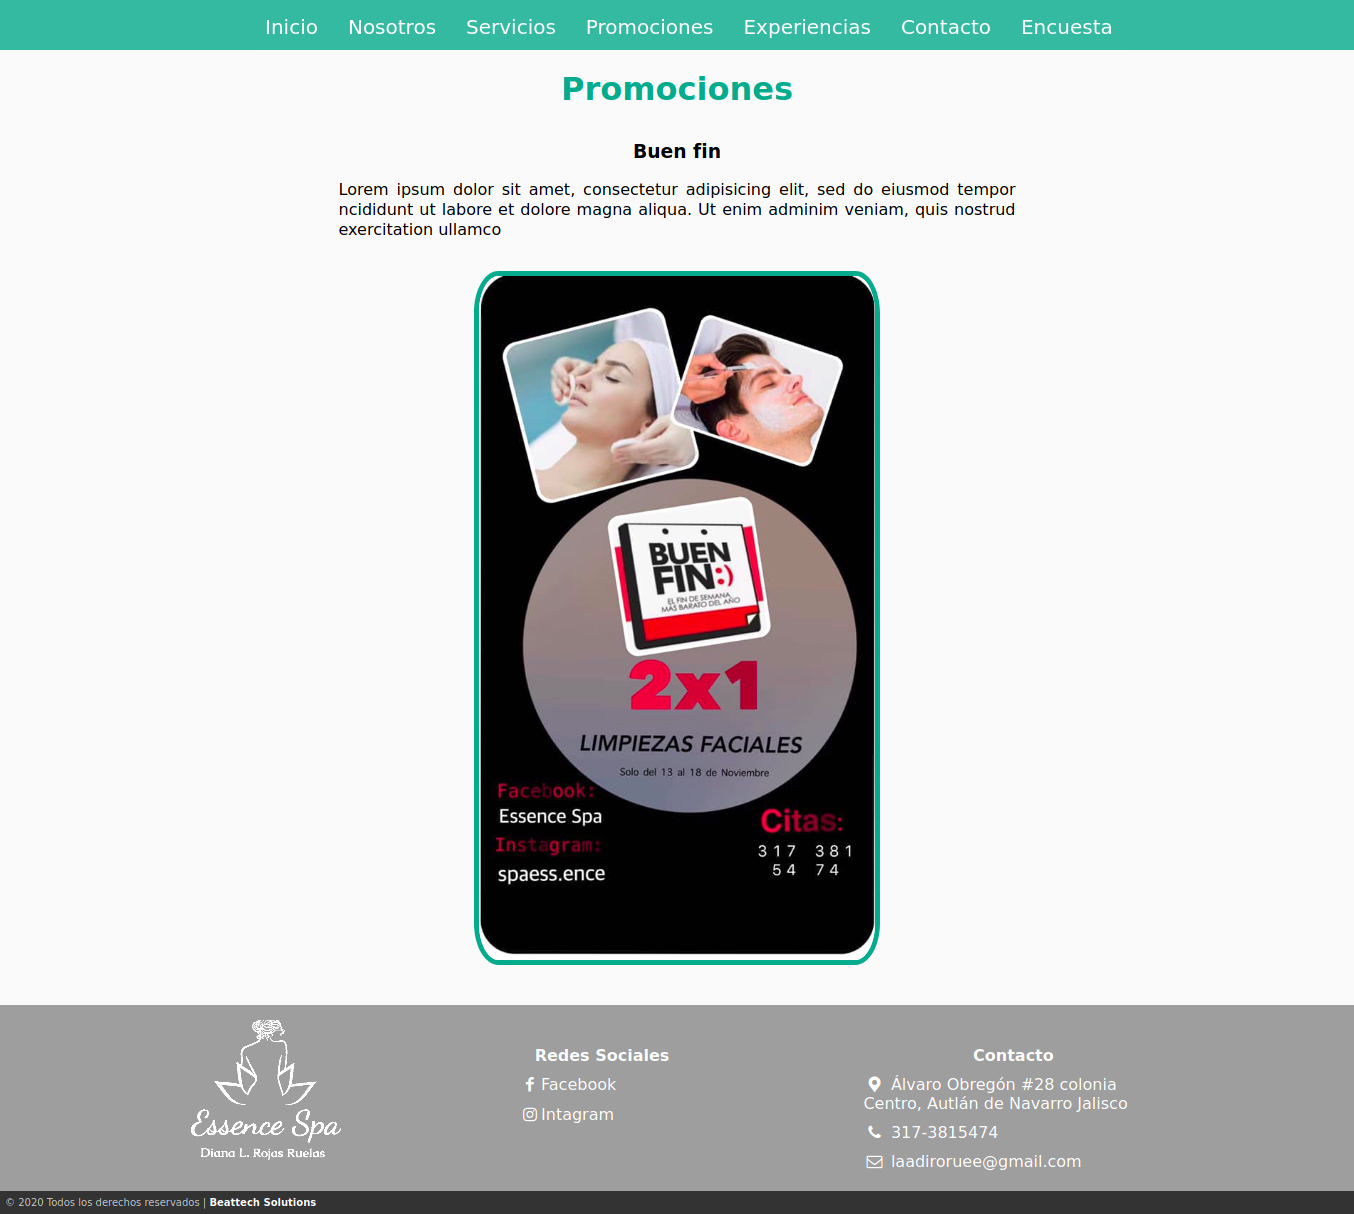 Inicio Nosotros Servicios Promociones Experiencias Contacto Encuesta
Promociones
Buen fin
Lorem ipsum dolor sit amet, consectetur adipisicing elit, sed do eiusmod tempor
ncididunt ut labore et dolore magna aliqua. Ut enim adminim veniam, quis nostrud
exercitation ullamco
BUEN
FIN:)
EL FIN DE SEMANA
MAS BARATO DEL AÑO
2x1
LIMPIEZAS FACIALES
Solo del 13 al 18 de Noviembre
Facebook:
Essence Spa
Instagram:
spaess.ence
Citas:
317 381
54 74
Essence Spa
Diana L. Rojas Ruelas
Redes Sociales
Facebook
Intagram
Contacto
Álvaro Obregón #28 colonia
Centro, Autlán de Navarro Jalisco
317-3815474
laadiroruee@gmail.com
© 2020 Todos los derechos reservados | Beattech Solutions